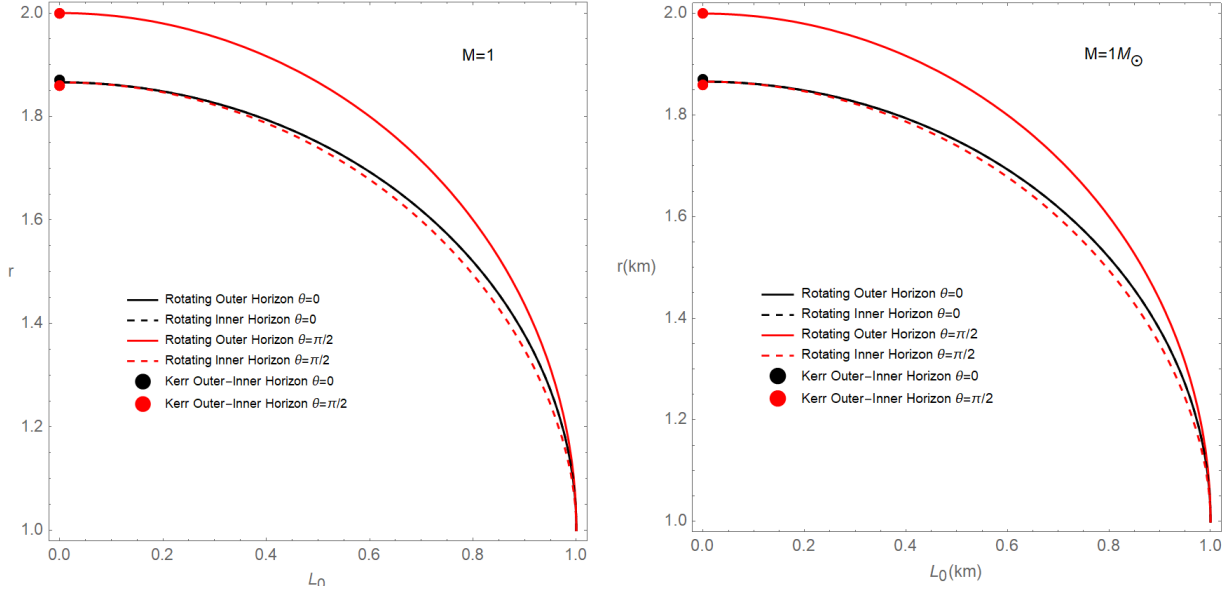 2.0
1.8
1.6
1.4
1.2
1.0
r
M=1
Rotating Outer Horizon θ=0
Rotating Inner Horizon θ=0
Rotating Outer Horizon θ=π/2
Rotating Inner Horizon θ=π/2
Kerr Outer-Inner Horizon θ=0
Kerr Outer-Inner Horizon θ=π/2
0.0 0.2 0.4 0.6 0.8 1.0
L₀
2.0
1.8
1.6
1.4
1.2
1.0
r(km)
M=1M☉
Rotating Outer Horizon θ=0
Rotating Inner Horizon θ=0
Rotating Outer Horizon θ=π/2
Rotating Inner Horizon θ=π/2
Kerr Outer-Inner Horizon θ=0
Kerr Outer-Inner Horizon θ=π/2
0.0 0.2 0.4 0.6 0.8 1.0
L₀(km)